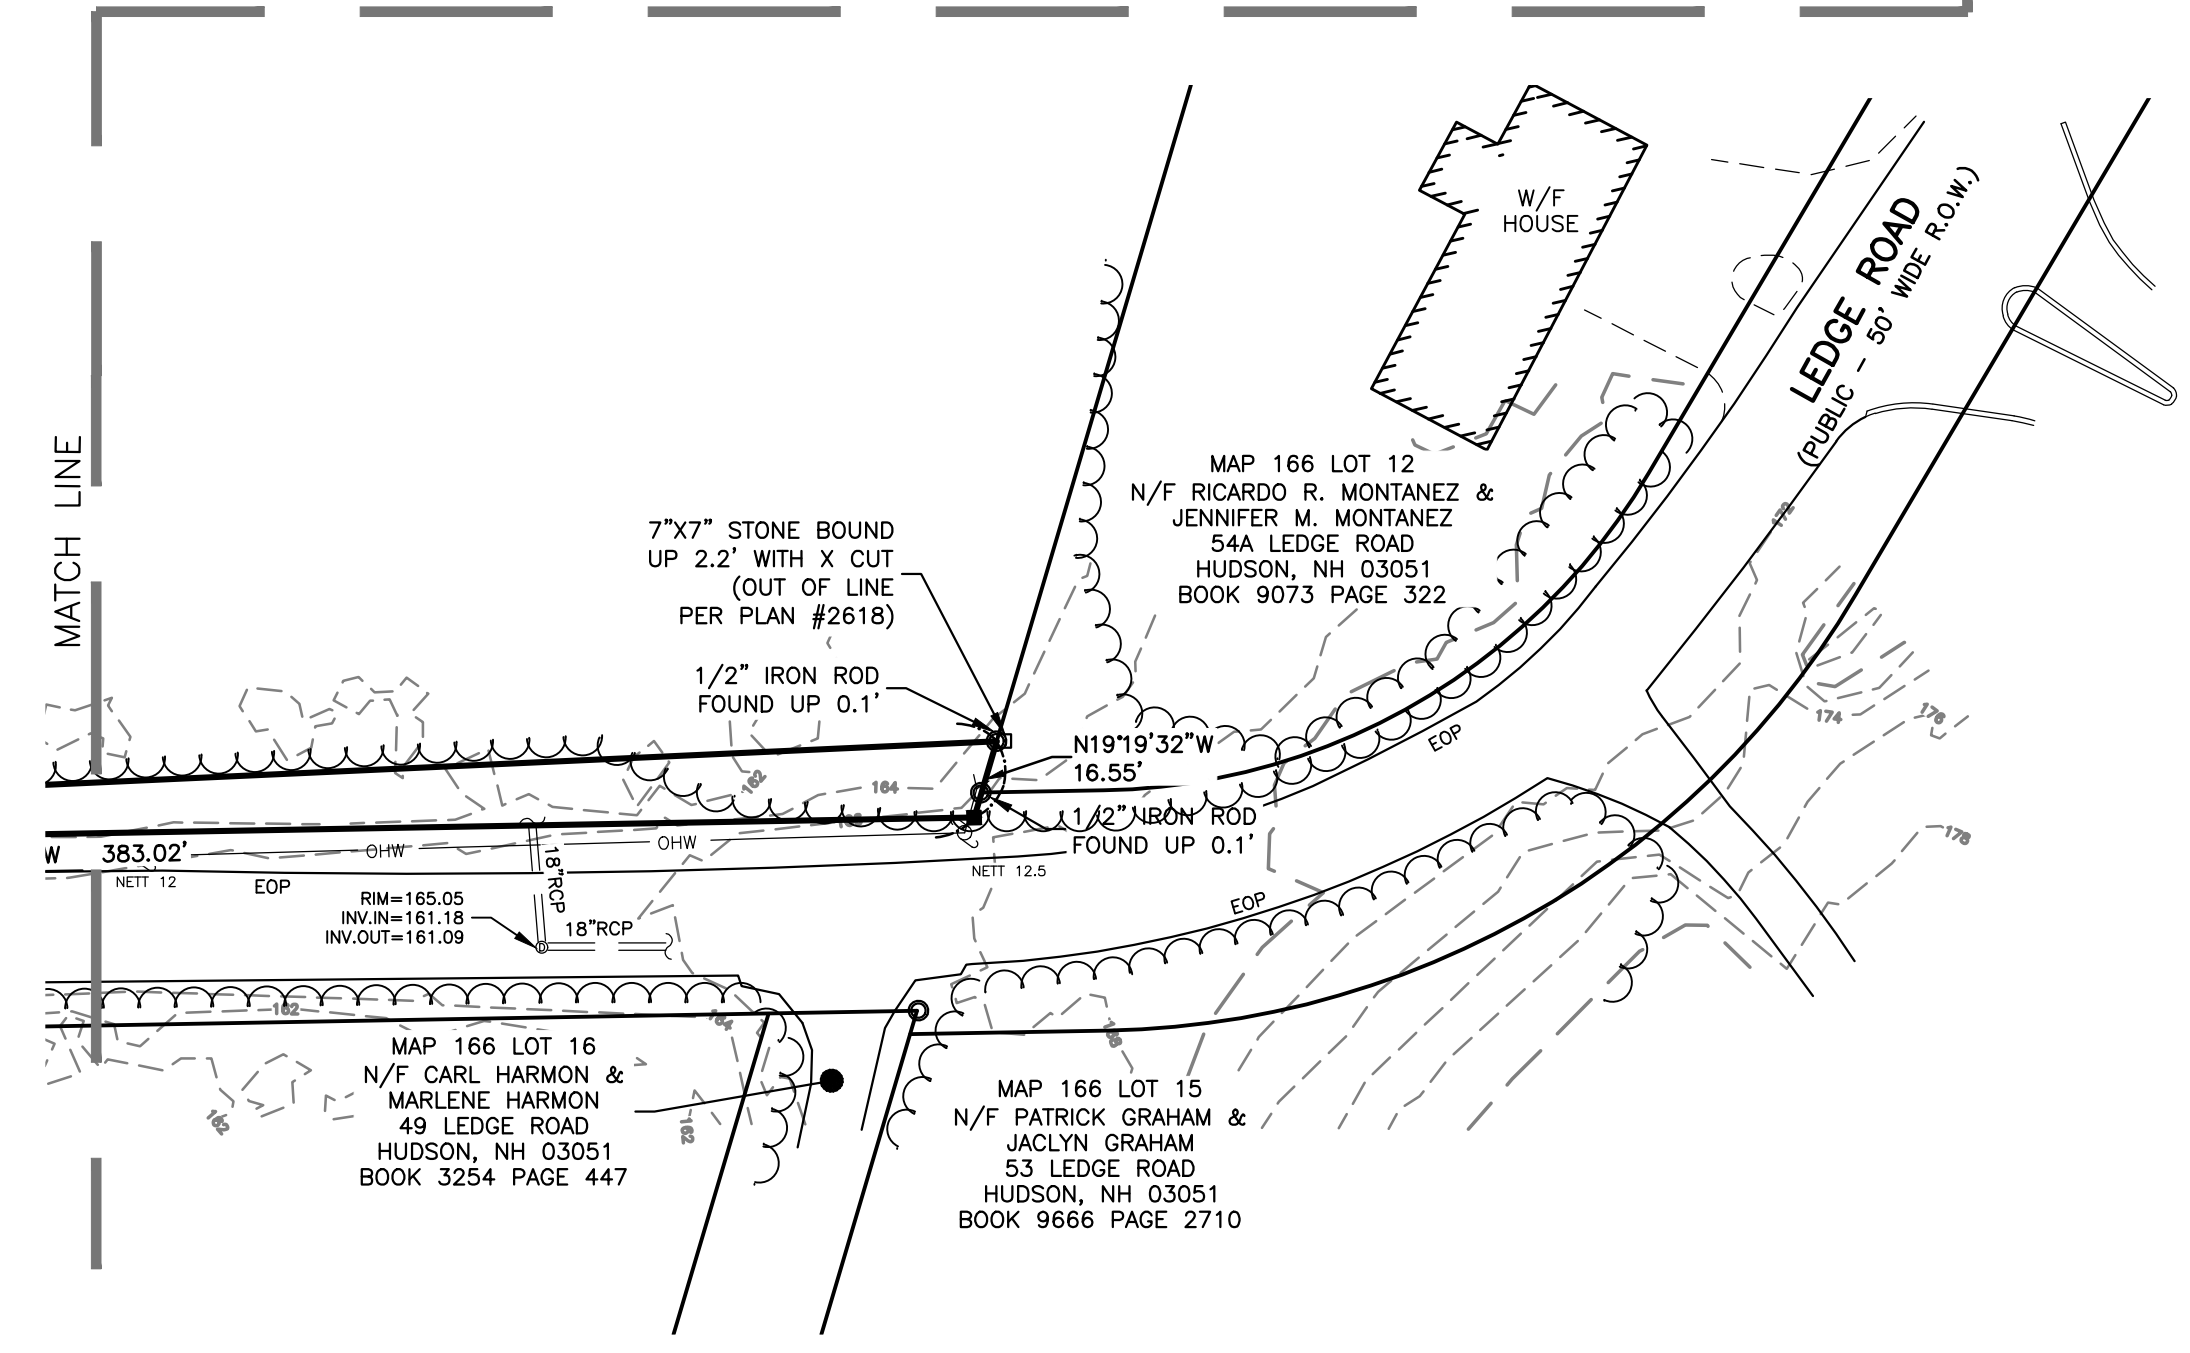 MATCH LINE
W/F
HOUSE
LEDGE ROAD
(PUBLIC - 50' WIDE R.O.W.)
MAP 166 LOT 12
N/F RICARDO R. MONTANEZ &
JENNIFER M. MONTANEZ
54A LEDGE ROAD
HUDSON, NH 03051
BOOK 9073 PAGE 322
7"X7" STONE BOUND
UP 2.2' WITH X CUT
(OUT OF LINE
PER PLAN #2618)
1/2" IRON ROD
FOUND UP 0.1'
N19°19'32"W
16.55'
1/2" IRON ROD
FOUND UP 0.1'
172
174
176
178
EOP
162
164
W 383.02'
OHW
OHW
NETT 12
EOP
NETT 12.5
18"RCP
RIM=165.05
INV.IN=161.18
INV.OUT=161.09
18"RCP
EOP
162
164
168
162
162
MAP 166 LOT 16
N/F CARL HARMON &
MARLENE HARMON
49 LEDGE ROAD
HUDSON, NH 03051
BOOK 3254 PAGE 447
MAP 166 LOT 15
N/F PATRICK GRAHAM &
JACLYN GRAHAM
53 LEDGE ROAD
HUDSON, NH 03051
BOOK 9666 PAGE 2710